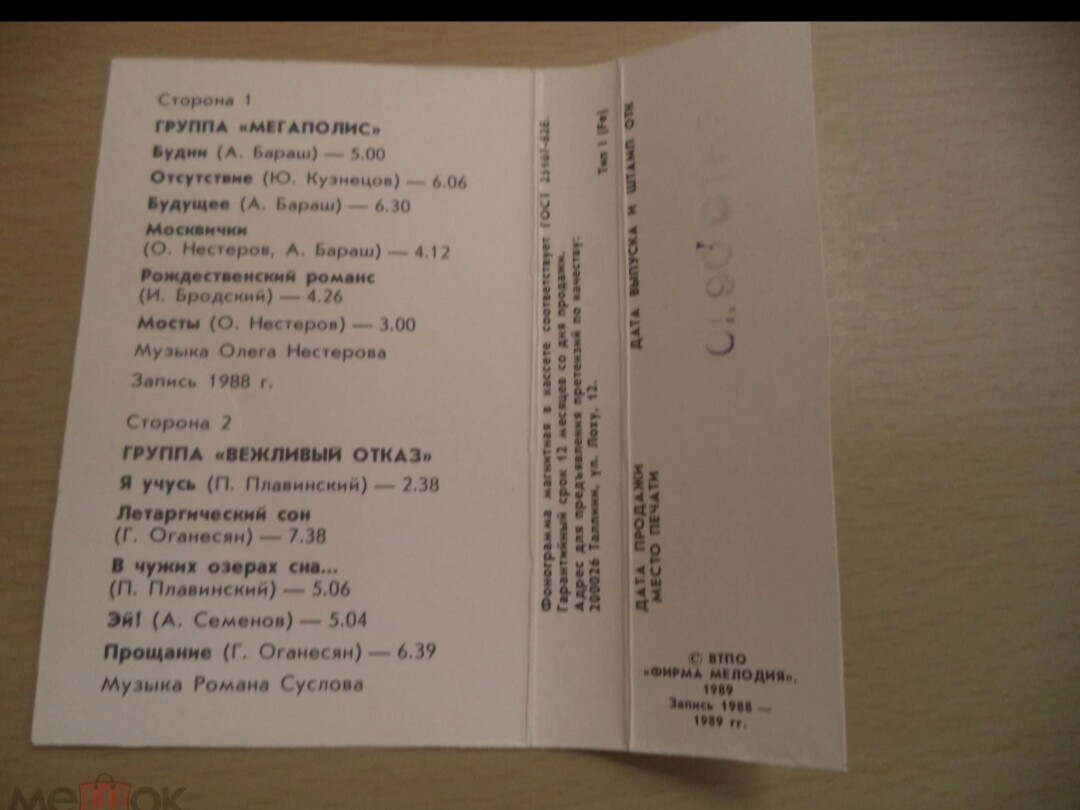 Сторона 1
ГРУППА «МЕГАПОЛИС»
Будни (А. Бараш) — 5.00
Отсутствие (Ю. Кузнецов) — 6.06
Будущее (А. Бараш) — 6.30
Москвички
(О. Нестеров, А. Бараш) — 4.12
Рождественский романс
(И. Бродский) — 4.26
Мосты (О. Нестеров) — 3.00
Музыка Олега Нестерова
Запись 1988 г.
Сторона 2
ГРУППА «ВЕЖЛИВЫЙ ОТКАЗ»
Я учусь (П. Плавинский) — 2.38
Летаргический сон
(Г. Оганесян) — 7.38
В чужих озерах сна...
(П. Плавинский) — 5.06
Эй! (А. Семенов) — 5.04
Прощание (Г. Оганесян) — 6.39
Музыка Романа Суслова
Фонограмма магнитная в кассете соответствует ГОСТ
Гарантийный срок 12 месяцев со дня продажи.
Адрес для предъявления претензий по качеству:
200026 Таллинн, ул. Лоху, 12.
Тип I (Fe)
ДАТА ВЫПУСКА И ШТАМП ОТК
ДАТА ПРОДАЖИ
МЕСТО ПЕЧАТИ
© ВТПО
«ФИРМА МЕЛОДИЯ»,
1989
Запись 1988 —
1989 гг.
мешок